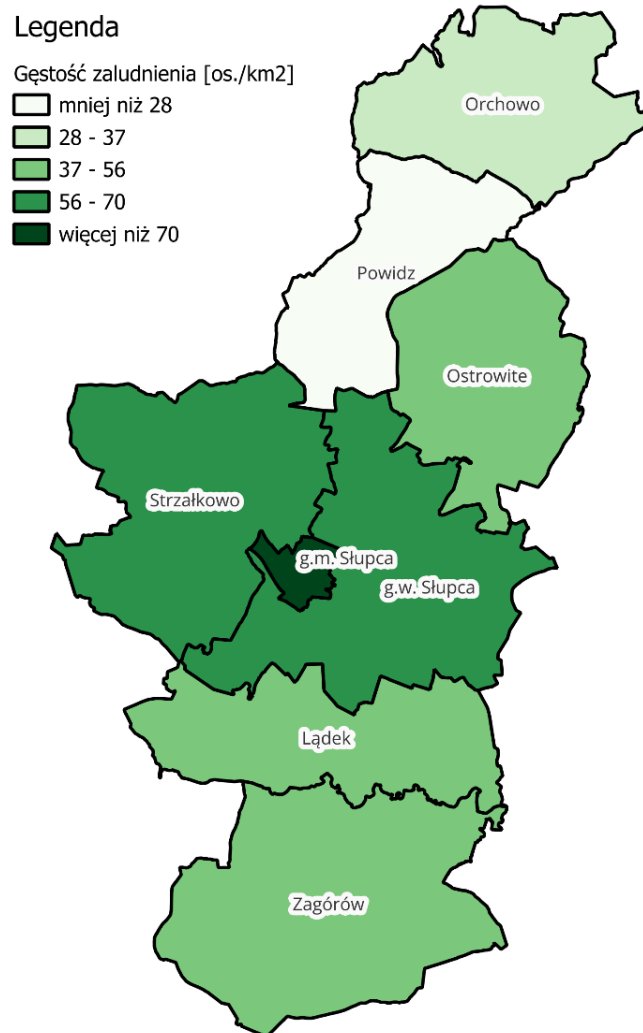 Legenda
Gęstość zaludnienia [os./km2]
mniej niż 28
28 - 37
37 - 56
56 - 70
więcej niż 70
Orchowo
Powidz
Ostrowite
Strzałkowo
g.m. Słupca
g.w. Słupca
Lądek
Zagórów